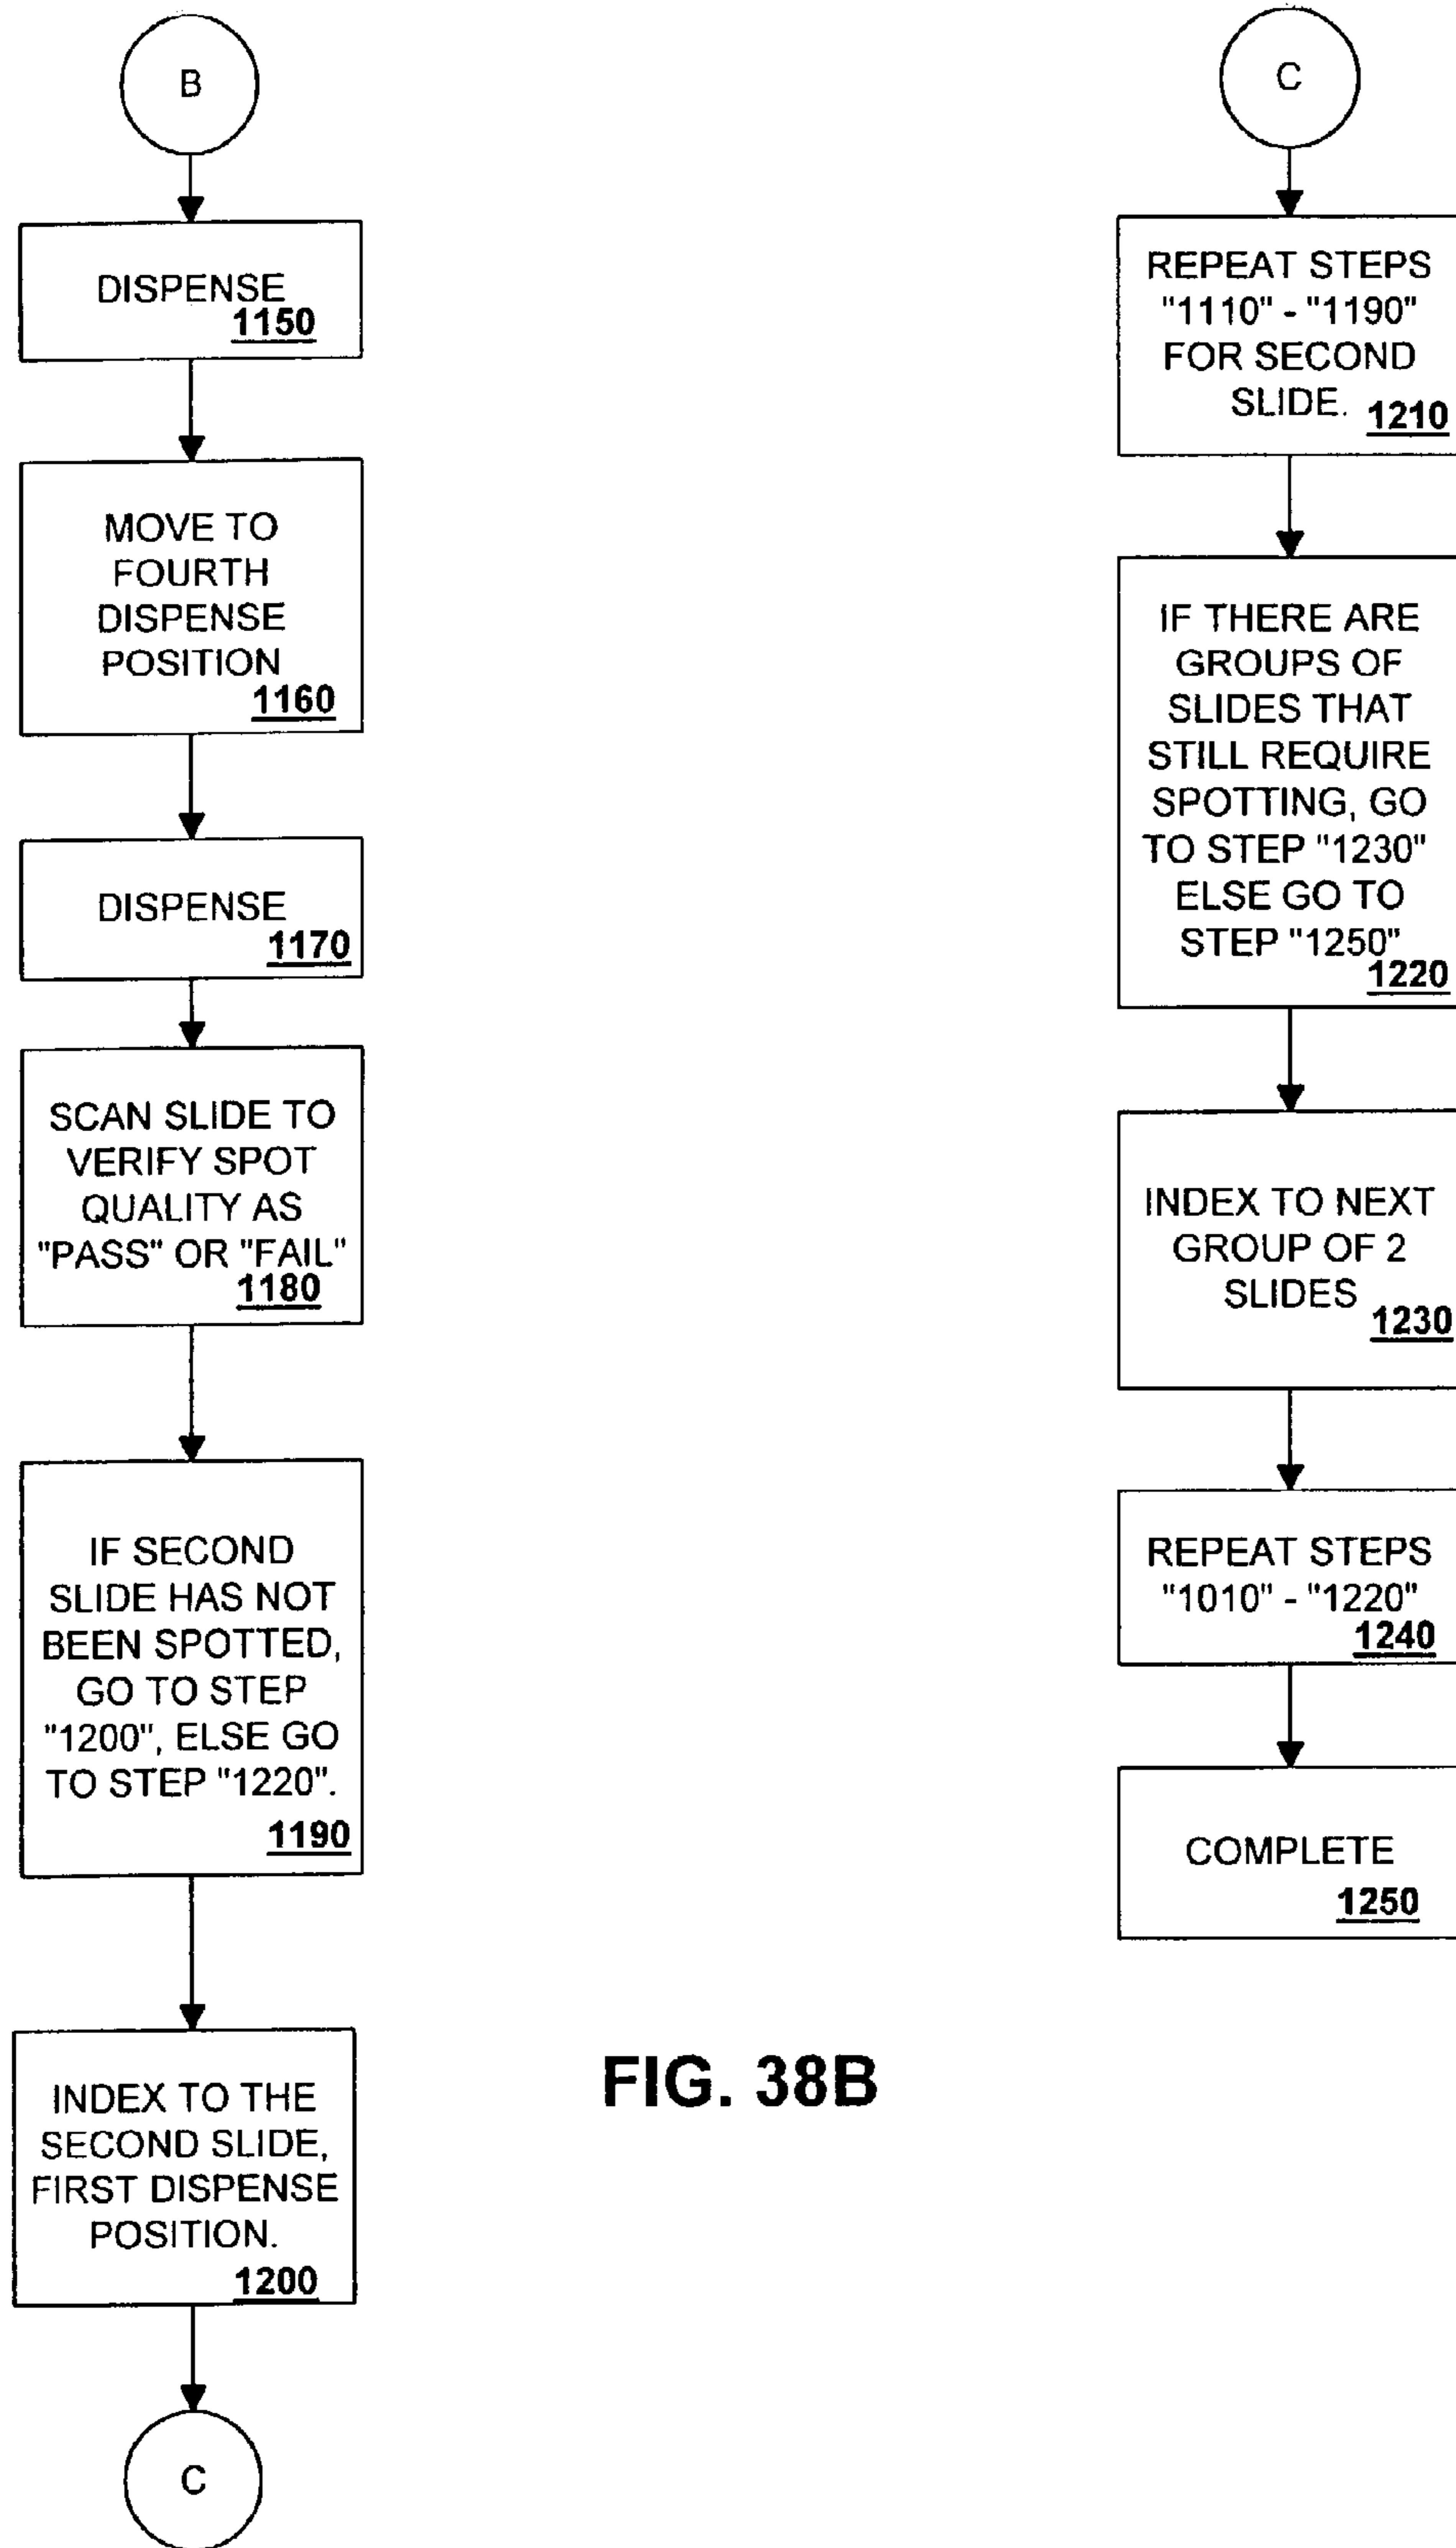 B
DISPENSE
1150
MOVE TO
FOURTH
DISPENSE
POSITION
1160
DISPENSE
1170
SCAN SLIDE TO
VERIFY SPOT
QUALITY AS
"PASS" OR "FAIL"
1180
IF SECOND
SLIDE HAS NOT
BEEN SPOTTED,
GO TO STEP
"1200", ELSE GO
TO STEP "1220".
1190
INDEX TO THE
SECOND SLIDE,
FIRST DISPENSE
POSITION.
1200
C
C
REPEAT STEPS
"1110" - "1190"
FOR SECOND
SLIDE.
1210
IF THERE ARE
GROUPS OF
SLIDES THAT
STILL REQUIRE
SPOTTING, GO
TO STEP "1230"
ELSE GO TO
STEP "1250"
1220
INDEX TO NEXT
GROUP OF 2
SLIDES
1230
REPEAT STEPS
"1010" - "1220"
1240
COMPLETE
1250
FIG. 38B